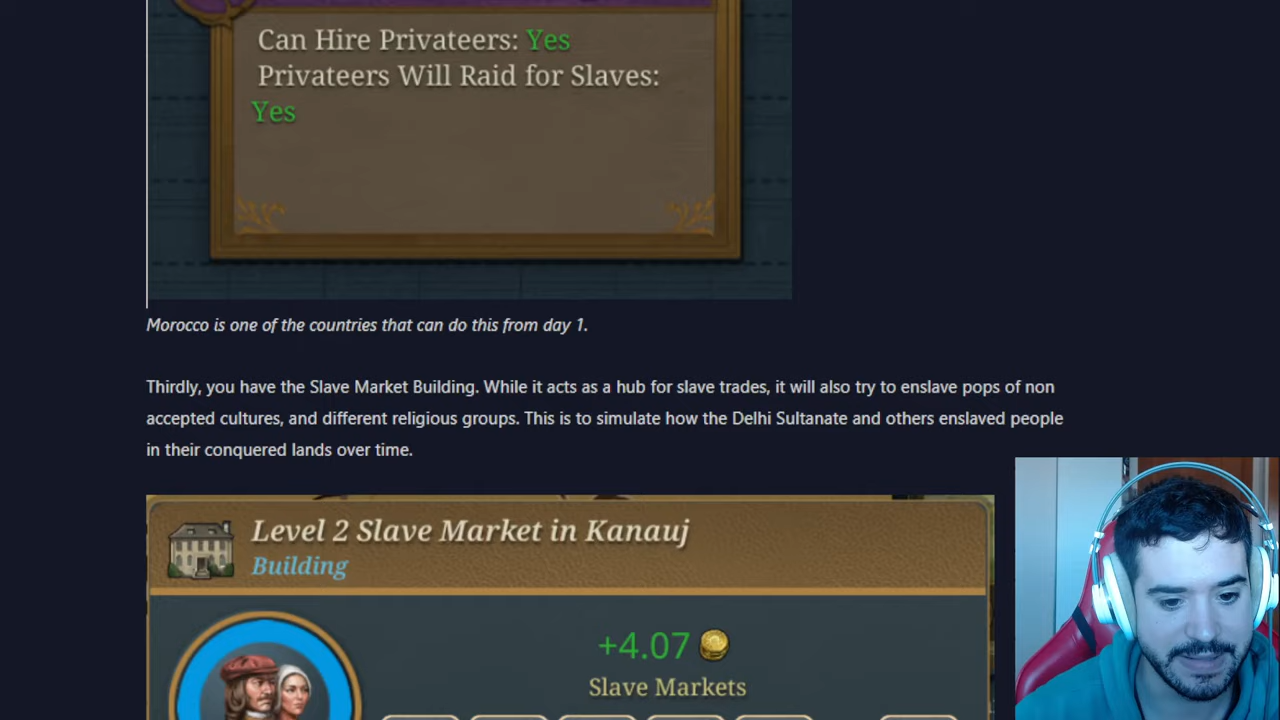 Can Hire Privateers: Yes
Privateers Will Raid for Slaves:
Yes
Morocco is one of the countries that can do this from day 1.
Thirdly, you have the Slave Market Building. While it acts as a hub for slave trades, it will also try to enslave pops of non
accepted cultures, and different religious groups. This is to simulate how the Delhi Sultanate and others enslaved people
in their conquered lands over time.
Level 2 Slave Market in Kanauj
Building
+4.07
Slave Markets